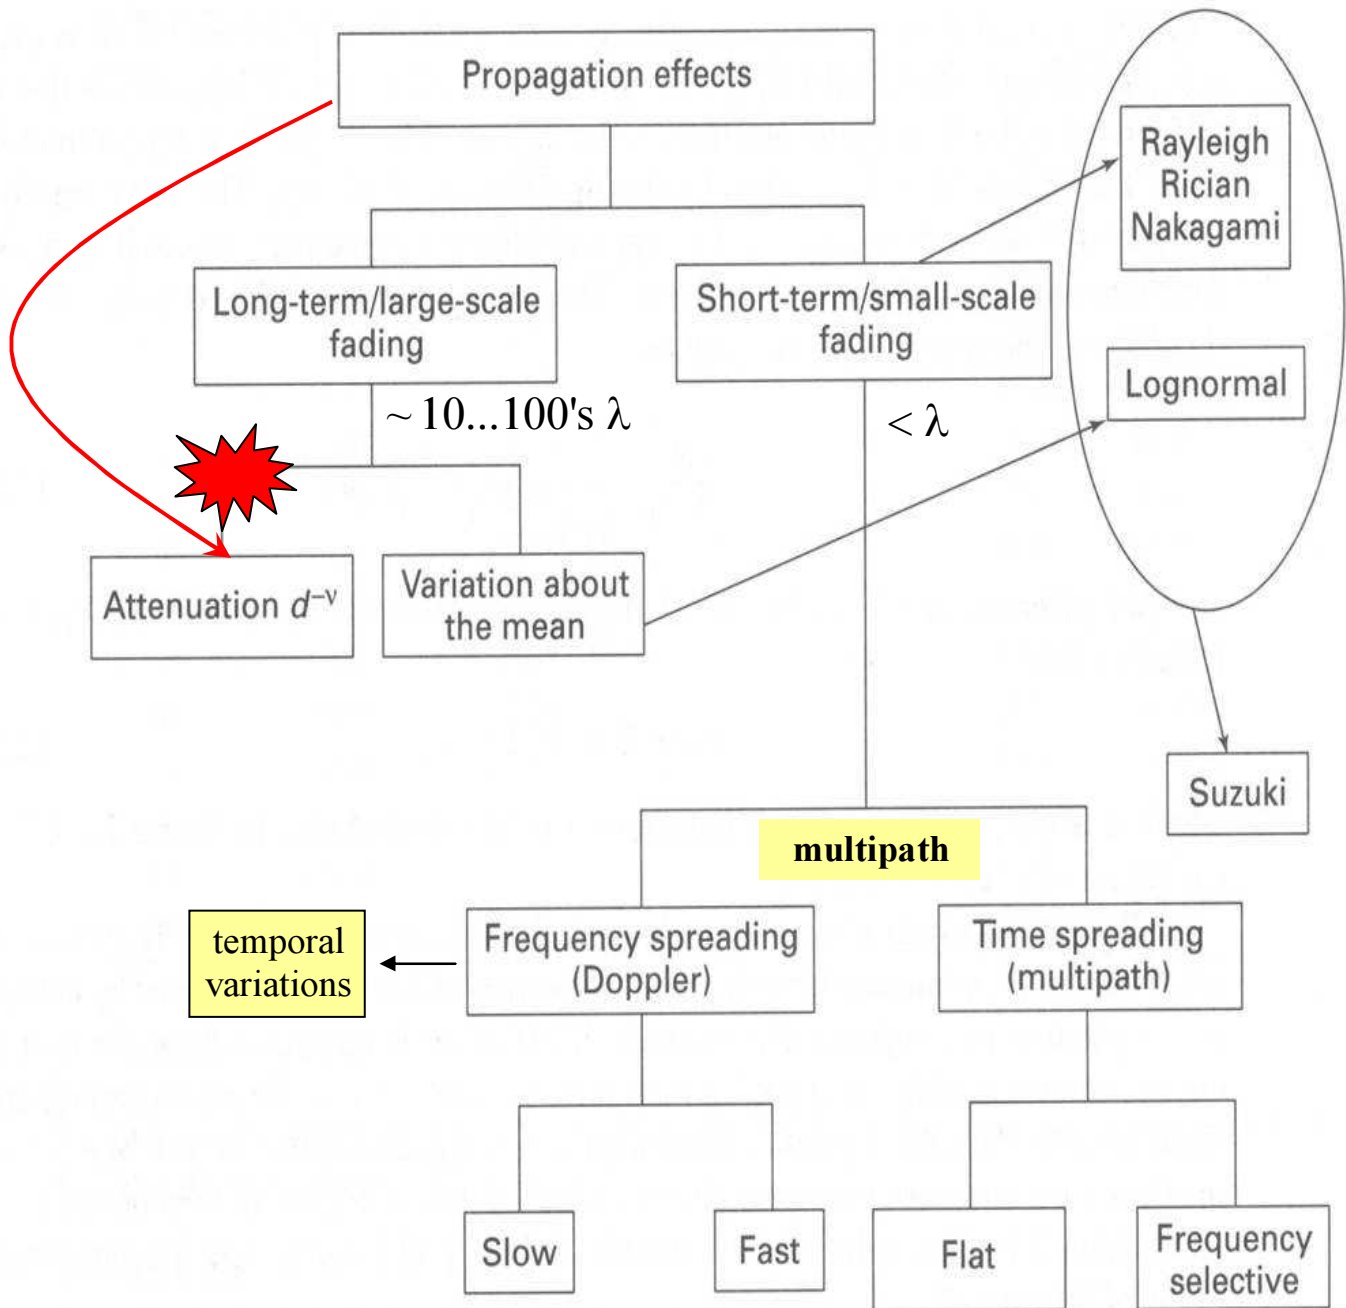 Propagation effects
Rayleigh
Rician
Nakagami
Long-term/large-scale
fading
Short-term/small-scale
fading
Lognormal
~ 10...100's λ
< λ
Attenuation d⁻ᵛ
Variation about
the mean
Suzuki
multipath
temporal
variations
Frequency spreading
(Doppler)
Time spreading
(multipath)
Slow
Fast
Flat
Frequency
selective